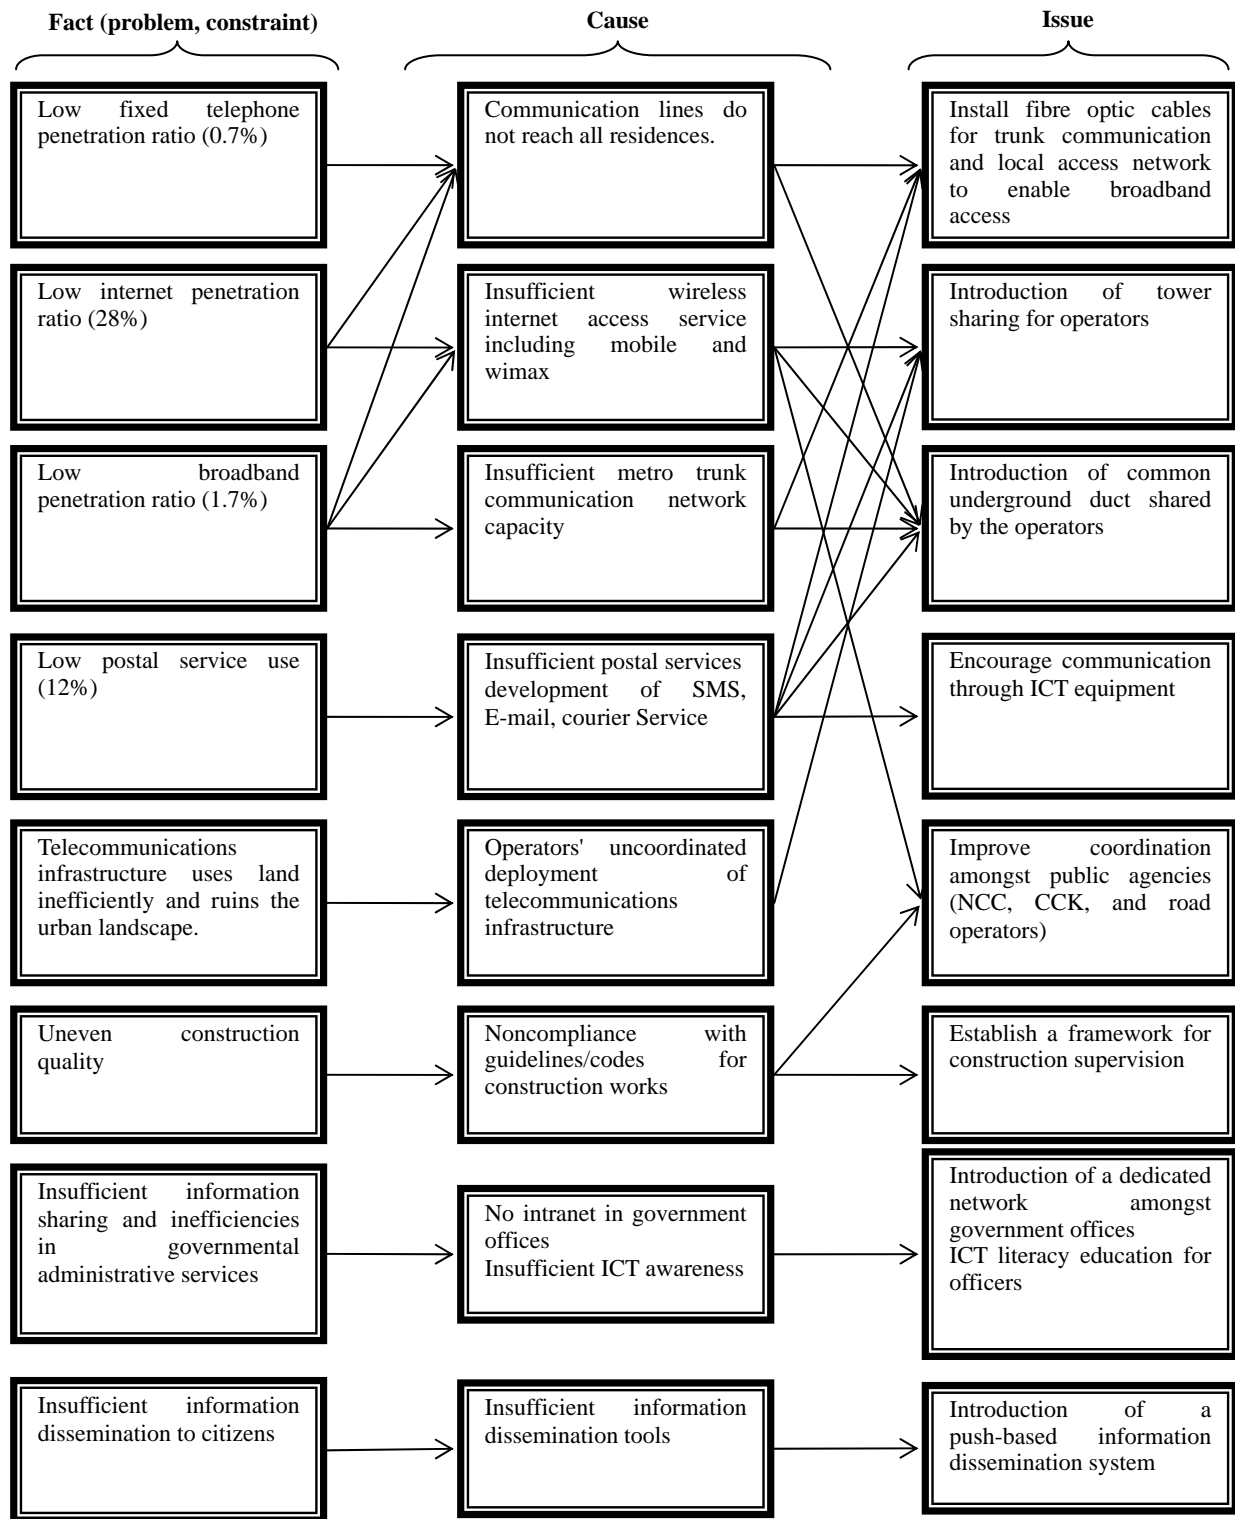 Fact (problem, constraint)
Cause
Issue
Low fixed telephone
penetration ratio (0.7%)
Communication lines do
not reach all residences.
Install fibre optic cables
for trunk communication
and local access network
to enable broadband
access
Low internet penetration
ratio (28%)
Insufficient wireless
internet access service
including mobile and
wimax
Introduction of tower
sharing for operators
Low broadband
penetration ratio (1.7%)
Insufficient metro trunk
communication network
capacity
Introduction of common
underground duct shared
by the operators
Low postal service use
(12%)
Insufficient postal services
development of SMS,
E-mail, courier Service
Encourage communication
through ICT equipment
Telecommunications
infrastructure uses land
inefficiently and ruins the
urban landscape.
Operators' uncoordinated
deployment of
telecommunications
infrastructure
Improve coordination
amongst public agencies
(NCC, CCK, and road
operators)
Uneven construction
quality
Noncompliance with
guidelines/codes for
construction works
Establish a framework for
construction supervision
Insufficient information
sharing and inefficiencies
in governmental
administrative services
No intranet in government
offices
Insufficient ICT awareness
Introduction of a dedicated
network amongst
government offices
ICT literacy education for
officers
Insufficient information
dissemination to citizens
Insufficient information
dissemination tools
Introduction of a
push-based information
dissemination system